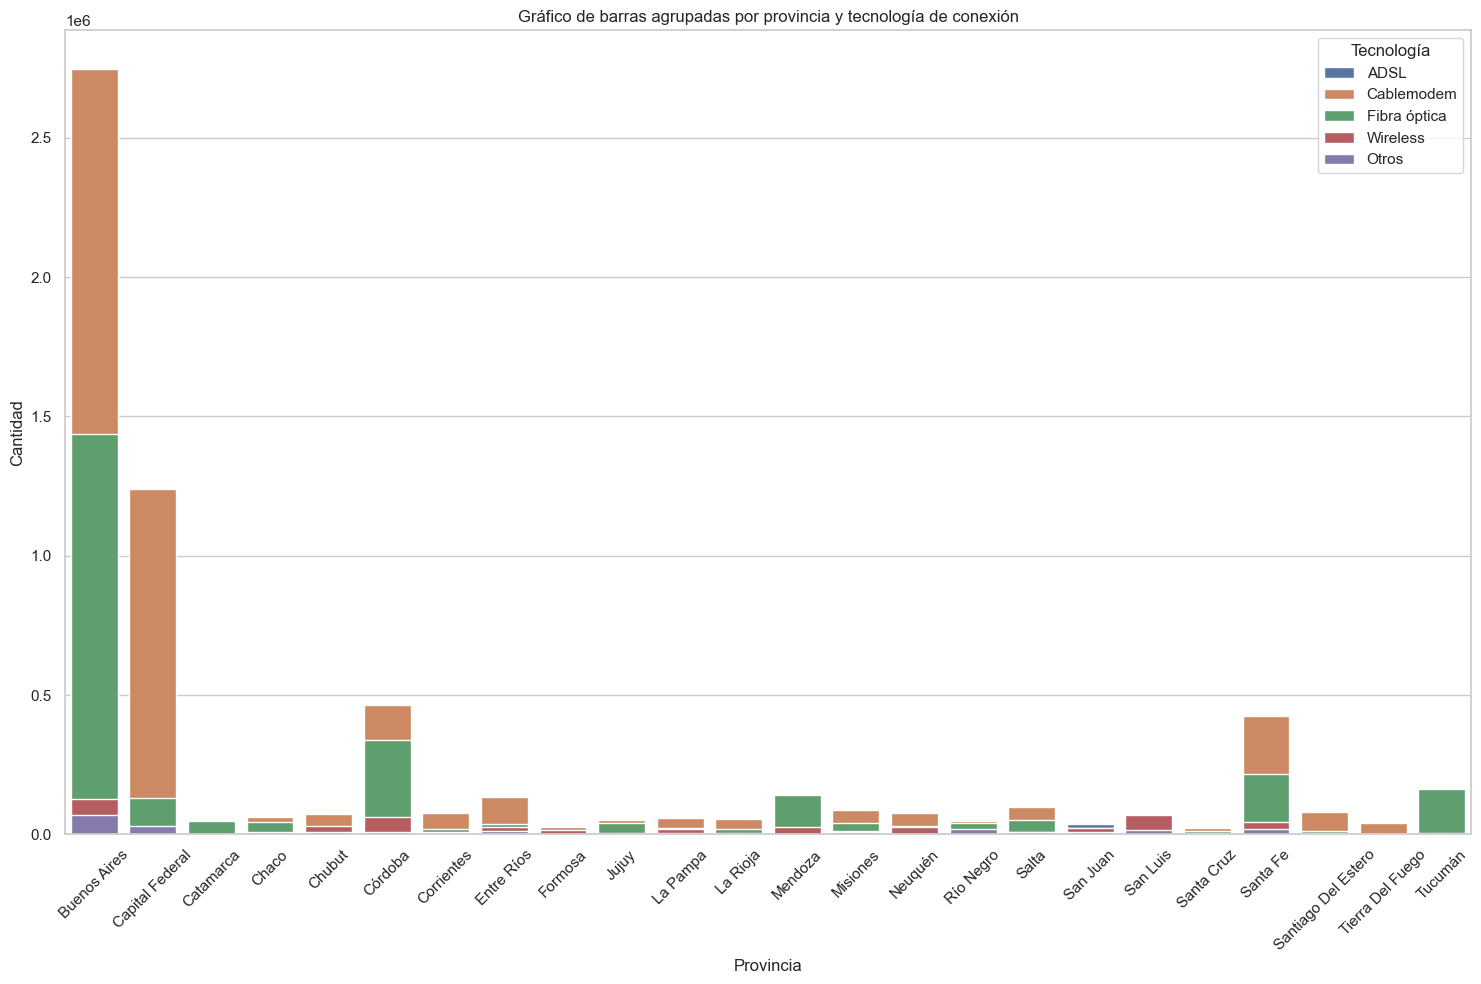 Gráfico de barras agrupadas por provincia y tecnología de conexión
1e6
Tecnología
ADSL
Cablemodem
Fibra óptica
Wireless
Otros
Cantidad
2.5
2.0
1.5
1.0
0.5
0.0
Buenos Aires
Capital Federal
Catamarca
Chaco
Chubut
Córdoba
Corrientes
Entre Ríos
Formosa
Jujuy
La Pampa
La Rioja
Mendoza
Misiones
Neuquén
Río Negro
Salta
San Juan
San Luis
Santa Cruz
Santa Fe
Santiago Del Estero
Tierra Del Fuego
Tucumán
Provincia